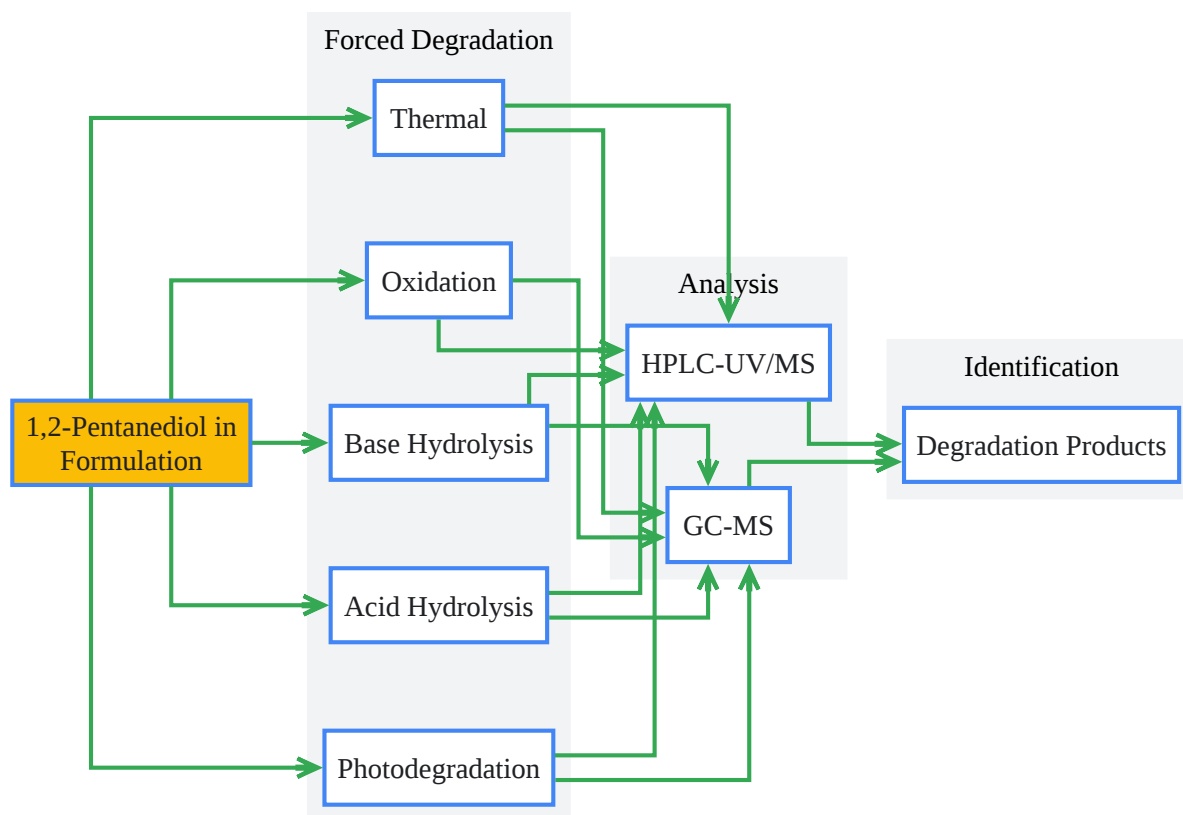 Forced Degradation
Thermal
Oxidation
Analysis
HPLC-UV/MS
Identification
1,2-Pentanediol in
Formulation
Base Hydrolysis
Degradation Products
GC-MS
Acid Hydrolysis
Photodegradation